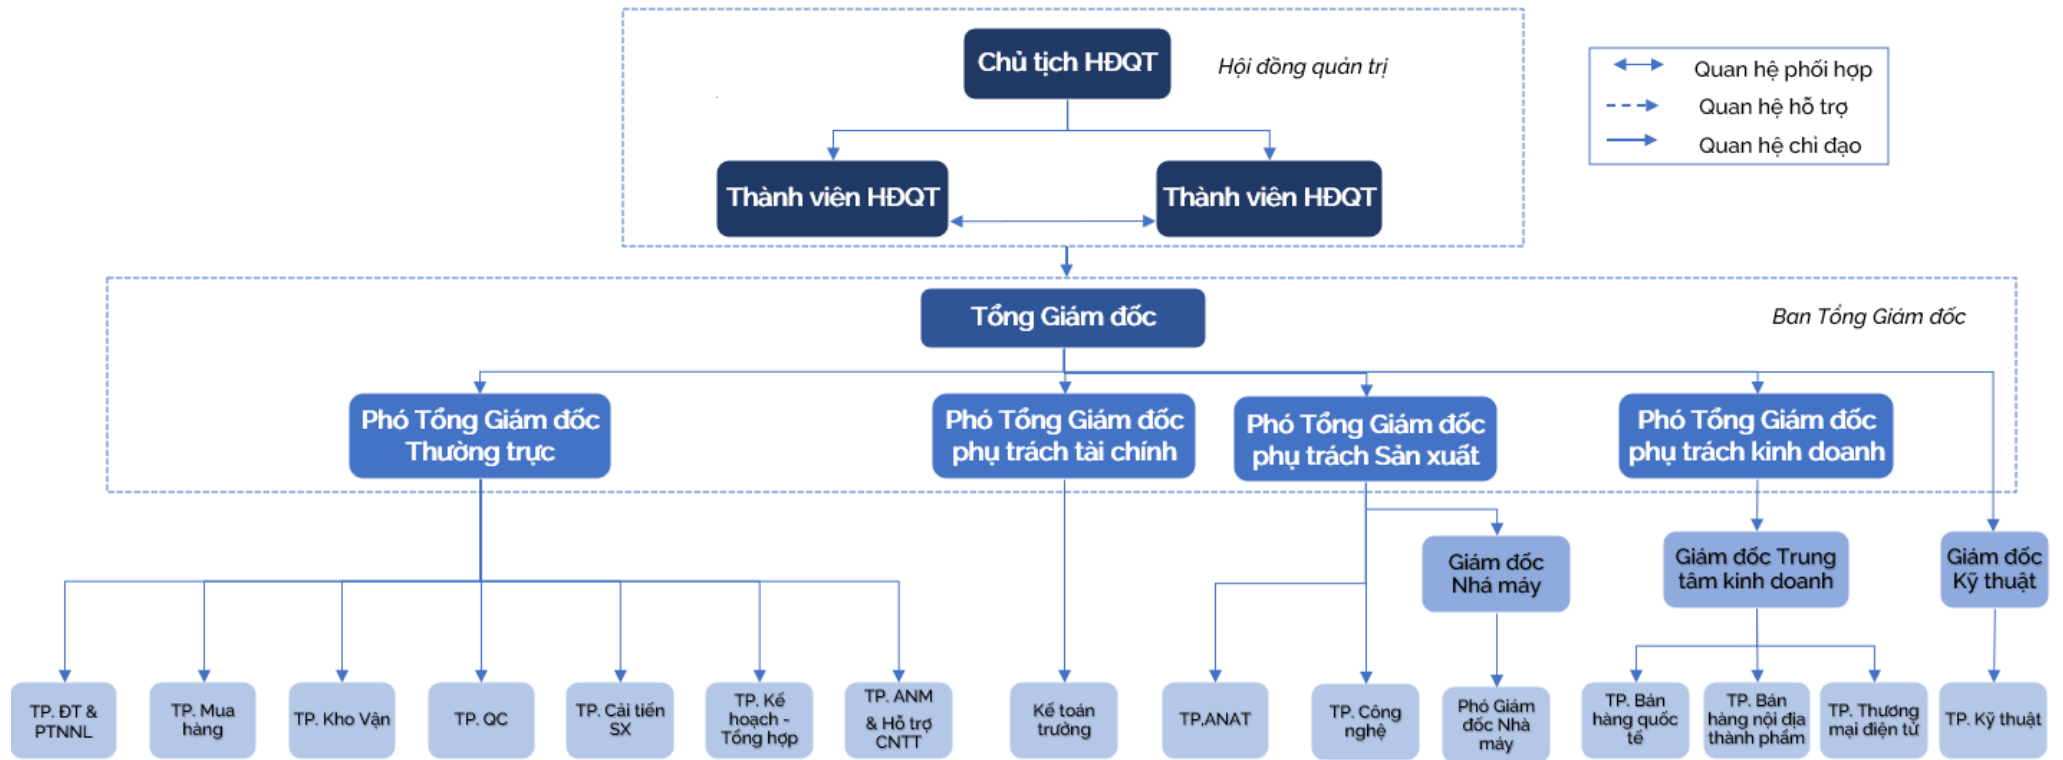 Chủ tịch HĐQT
Hội đồng quản trị
Quan hệ phối hợp
Quan hệ hỗ trợ
Quan hệ chỉ đạo
Thành viên HĐQT
Thành viên HĐQT
Tổng Giám đốc
Ban Tổng Giám đốc
Phó Tổng Giám đốc
Thường trực
Phó Tổng Giám đốc
phụ trách tài chính
Phó Tổng Giám đốc
phụ trách Sản xuất
Phó Tổng Giám đốc
phụ trách kinh doanh
Giám đốc
Nhá máy
Giám đốc Trung
tâm kinh doanh
Giám đốc
Kỹ thuật
TP. ĐT &
PTNNL
TP. Mua
hàng
TP. Kho Vận
TP. QC
TP. Cải tiến
SX
TP. Kế
hoạch -
Tổng hợp
TP. ANM
& Hỗ trợ
CNTT
Kế toán
trưởng
TP,ANAT
TP. Công
nghệ
Phó Giám
đốc Nhà
máy
TP. Bán
hàng quốc
tế
TP. Bán
hàng nội địa
thành phẩm
TP. Thương
mại điện tử
TP. Kỹ thuật